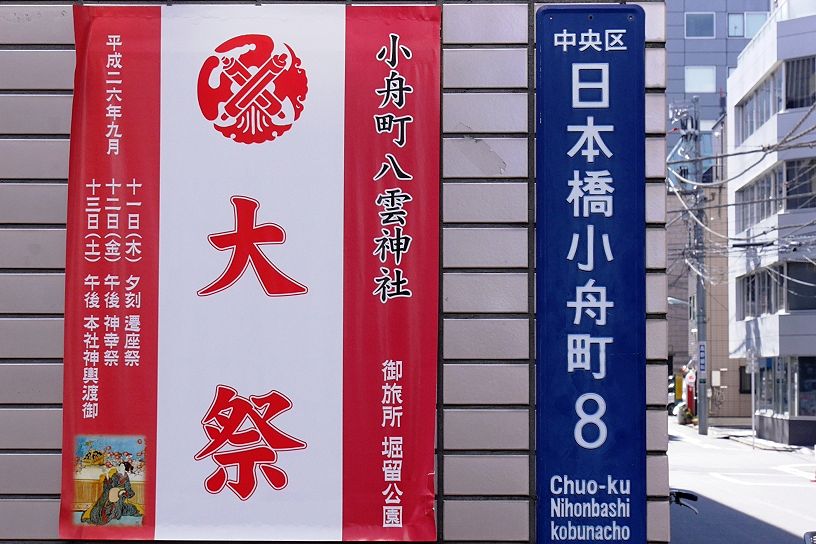 小舟町八雲神社
御旅所 堀留公園
大祭
平成二六年九月
十一日(木) 夕刻 遷座祭
十二日(金) 午後 神幸祭
十三日(土) 午後 本社神輿渡御
中央区
日本橋小舟町
8
Chuo-ku
Nihonbashi
kobunacho